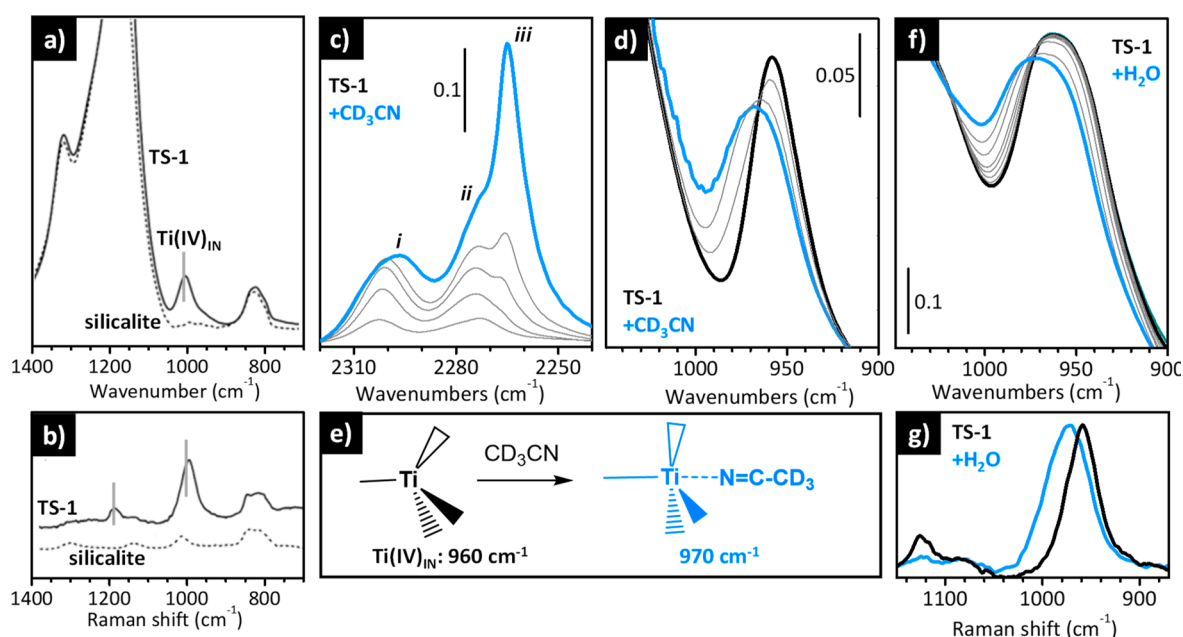 a)
TS-1
Ti(IV)IN
silicalite
1400 1200 1000 800
Wavenumber (cm-1)
b)
TS-1
silicalite
1400 1200 1000 800
Raman shift (cm-1)
c)
iii
0.1
TS-1
+CD3CN
ii
i
2310 2280 2250
Wavenumbers (cm-1)
d)
0.05
TS-1
+CD3CN
1000 950 900
Wavenumbers (cm-1)
e)
CD3CN
Ti
Ti N=C-CD3
Ti(IV)IN: 960 cm-1
970 cm-1
f)
TS-1
+H2O
0.1
1000 950 900
Wavenumbers (cm-1)
g)
TS-1
+H2O
1100 1000 900
Raman shift (cm-1)